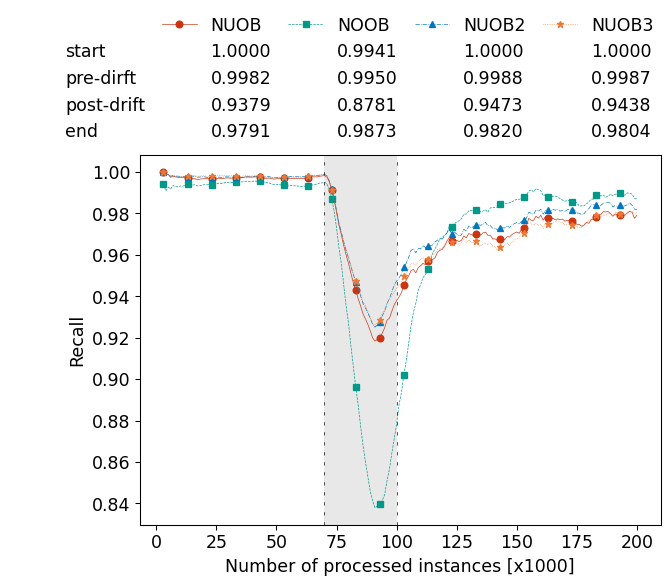 NUOB NOOB NUOB2 NUOB3
start 1.0000 0.9941 1.0000 1.0000
pre-dirft 0.9982 0.9950 0.9988 0.9987
post-drift 0.9379 0.8781 0.9473 0.9438
end 0.9791 0.9873 0.9820 0.9804
1.00
0.98
0.96
0.94
0.92
0.90
0.88
0.86
0.84
Recall
0 25 50 75 100 125 150 175 200
Number of processed instances [x1000]